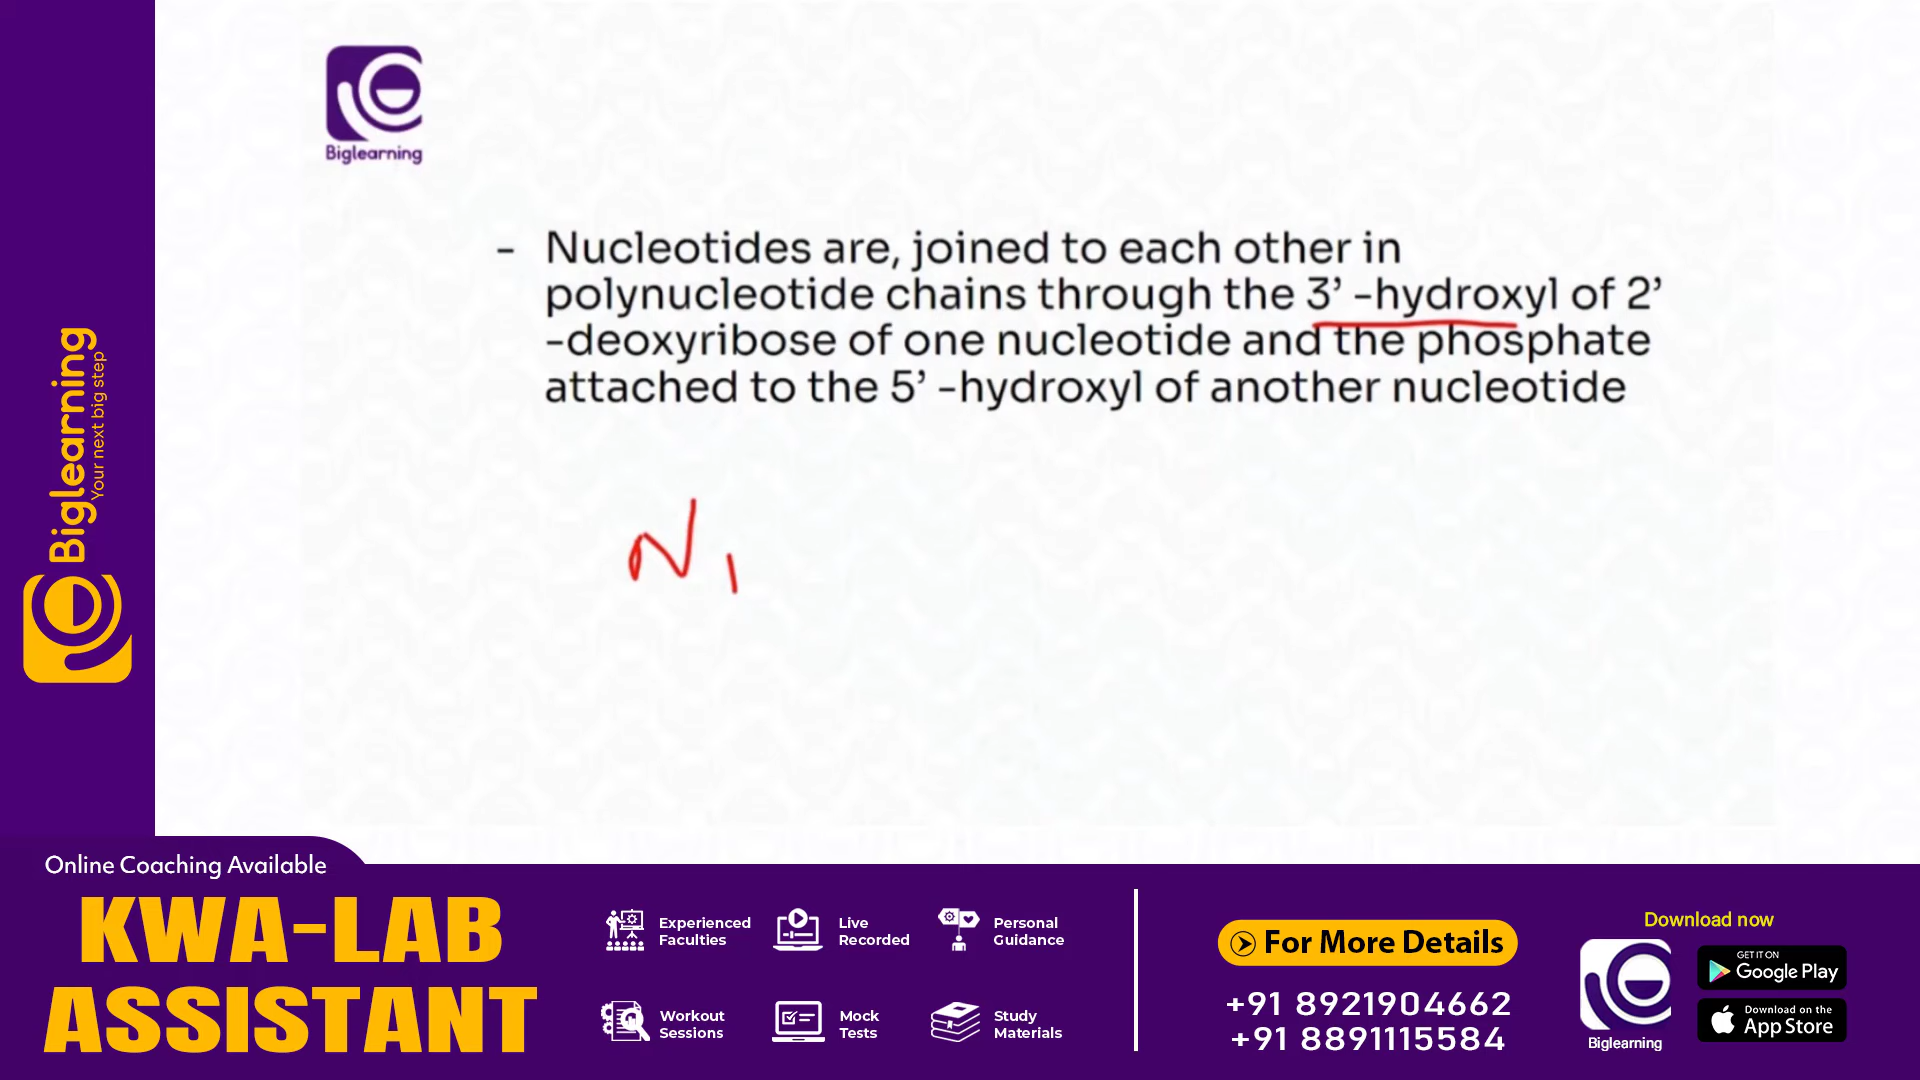 Biglearning
- Nucleotides are, joined to each other in
polynucleotide chains through the 3’ -hydroxyl of 2’
-deoxyribose of one nucleotide and the phosphate
attached to the 5’ -hydroxyl of another nucleotide
N1
Biglearning
Your next big step
Online Coaching Available
KWA-LAB
ASSISTANT
Experienced
Faculties
Live
Recorded
Personal
Guidance
Workout
Sessions
Mock
Tests
Study
Materials
For More Details
+91 8921904662
+91 8891115584
Download now
Biglearning
GET IT ON
Google Play
Download on the
App Store